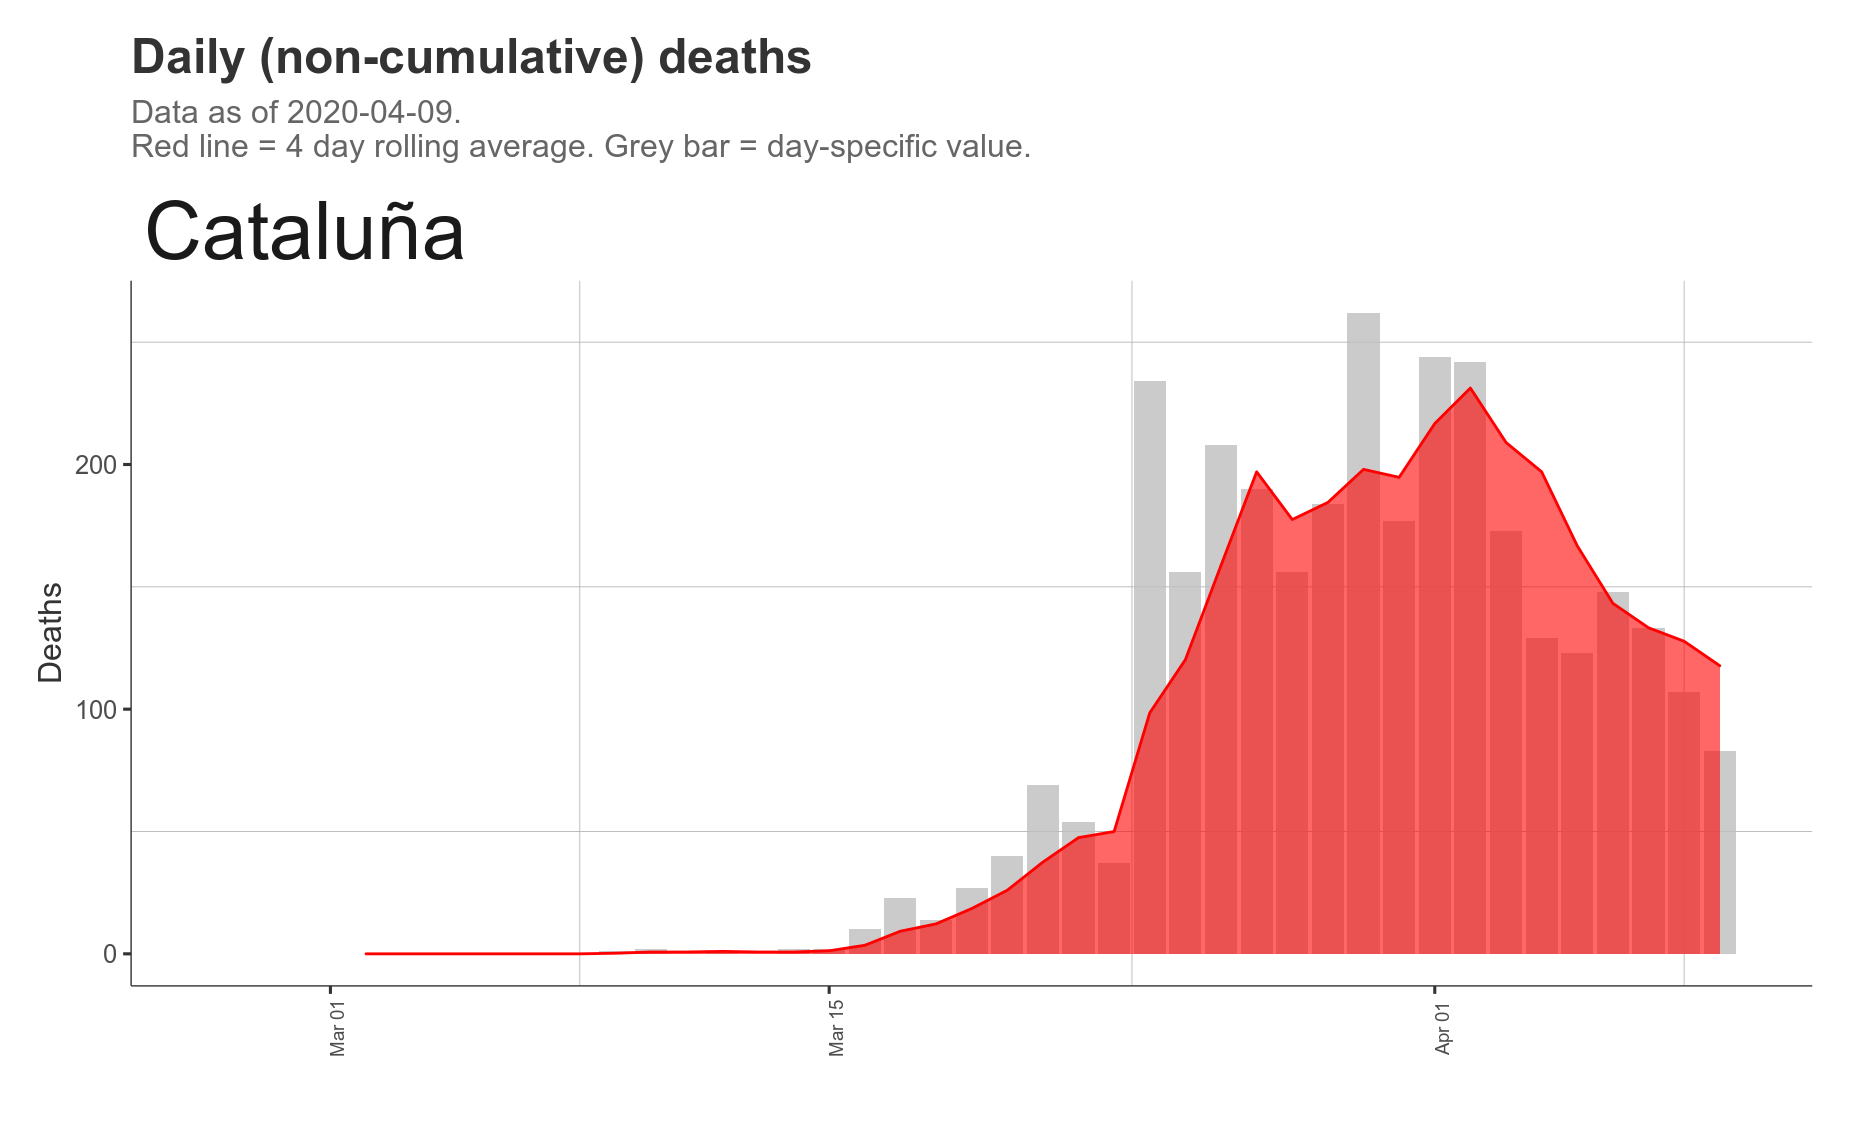 Daily (non-cumulative) deaths
Data as of 2020-04-09.
Red line = 4 day rolling average. Grey bar = day-specific value.
Cataluña
Deaths
200
100
0
Mar 01
Mar 15
Apr 01